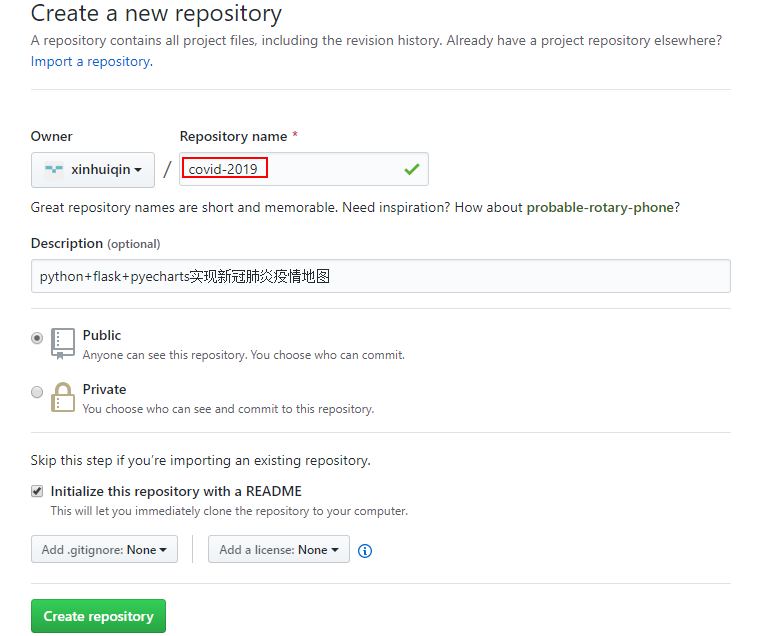 Create a new repository
A repository contains all project files, including the revision history. Already have a project repository elsewhere?
Import a repository.
Owner
Repository name *
xinhuiqin
/
covid-2019
Great repository names are short and memorable. Need inspiration? How about probable-rotary-phone?
Description (optional)
python+flask+pyecharts实现新冠肺炎疫情地图
Public
Anyone can see this repository. You choose who can commit.
Private
You choose who can see and commit to this repository.
Skip this step if you’re importing an existing repository.
Initialize this repository with a README
This will let you immediately clone the repository to your computer.
Add .gitignore: None
Add a license: None
Create repository